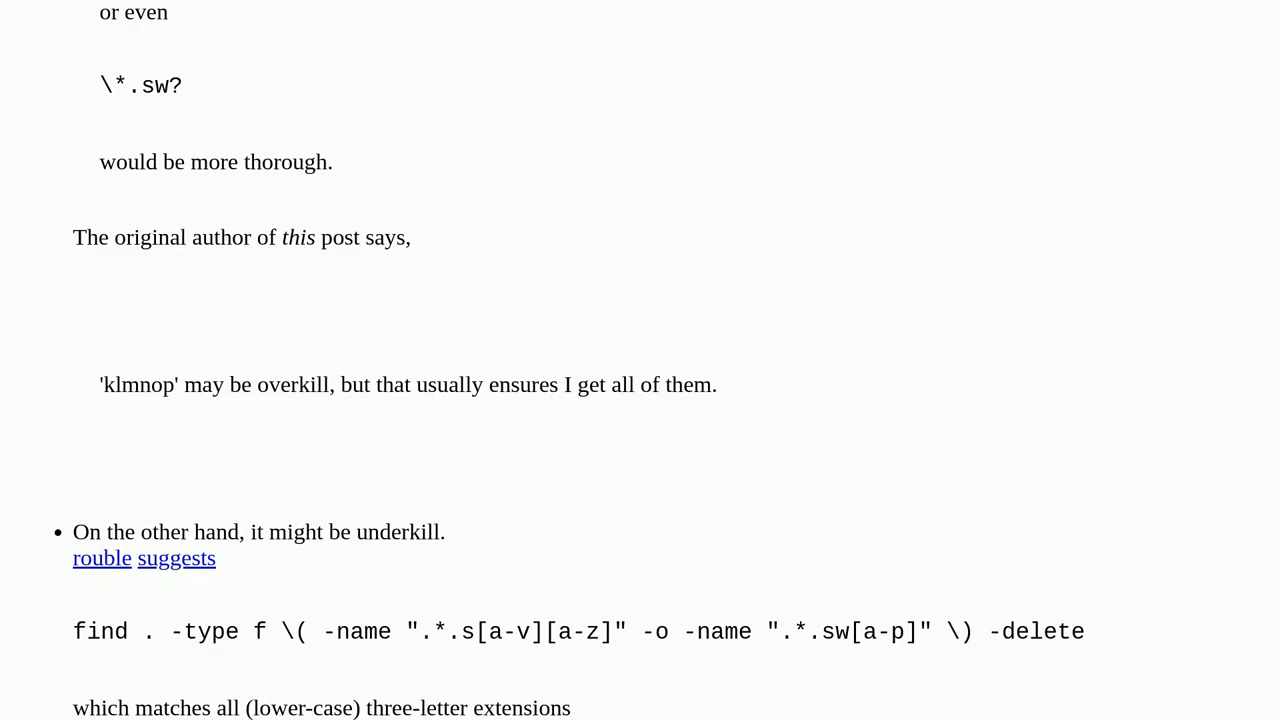 or even
\*.sw?
would be more thorough.
The original author of this post says,
'klmnop' may be overkill, but that usually ensures I get all of them.
• On the other hand, it might be underkill.
rouble suggests
find . -type f \( -name ".*.s[a-v][a-z]" -o -name ".*.sw[a-p]" \) -delete
which matches all (lower-case) three-letter extensions